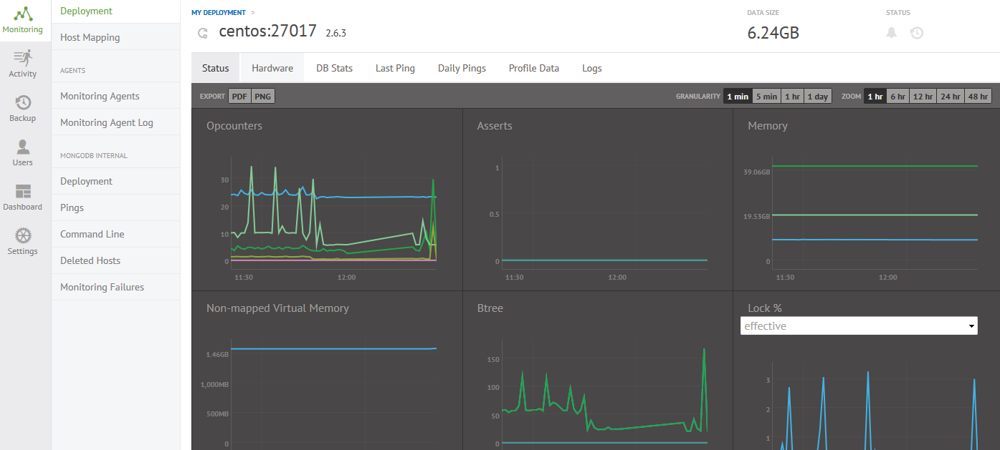 Monitoring
Activity
Backup
Users
Dashboard
Settings
Deployment
Host Mapping
AGENTS
Monitoring Agents
Monitoring Agent Log
MONGODB INTERNAL
Deployment
Pings
Command Line
Deleted Hosts
Monitoring Failures
MY DEPLOYMENT >
centos:27017 2.6.3
DATA SIZE
6.24GB
STATUS
Status Hardware DB Stats Last Ping Daily Pings Profile Data Logs
EXPORT PDF PNG GRANULARITY 1 min 5 min 1 hr 1 day ZOOM 1 hr 6 hr 12 hr 24 hr 48 hr
Opcounters
30
20
10
0
11:30 12:00
Asserts
1
0.5
0
11:30 12:00
Memory
39.06GB
19.53GB
0
11:30 12:00
Non-mapped Virtual Memory
1.46GB
1,000MB
500MB
0
Btree
150
100
50
0
Lock %
effective
3
2
1